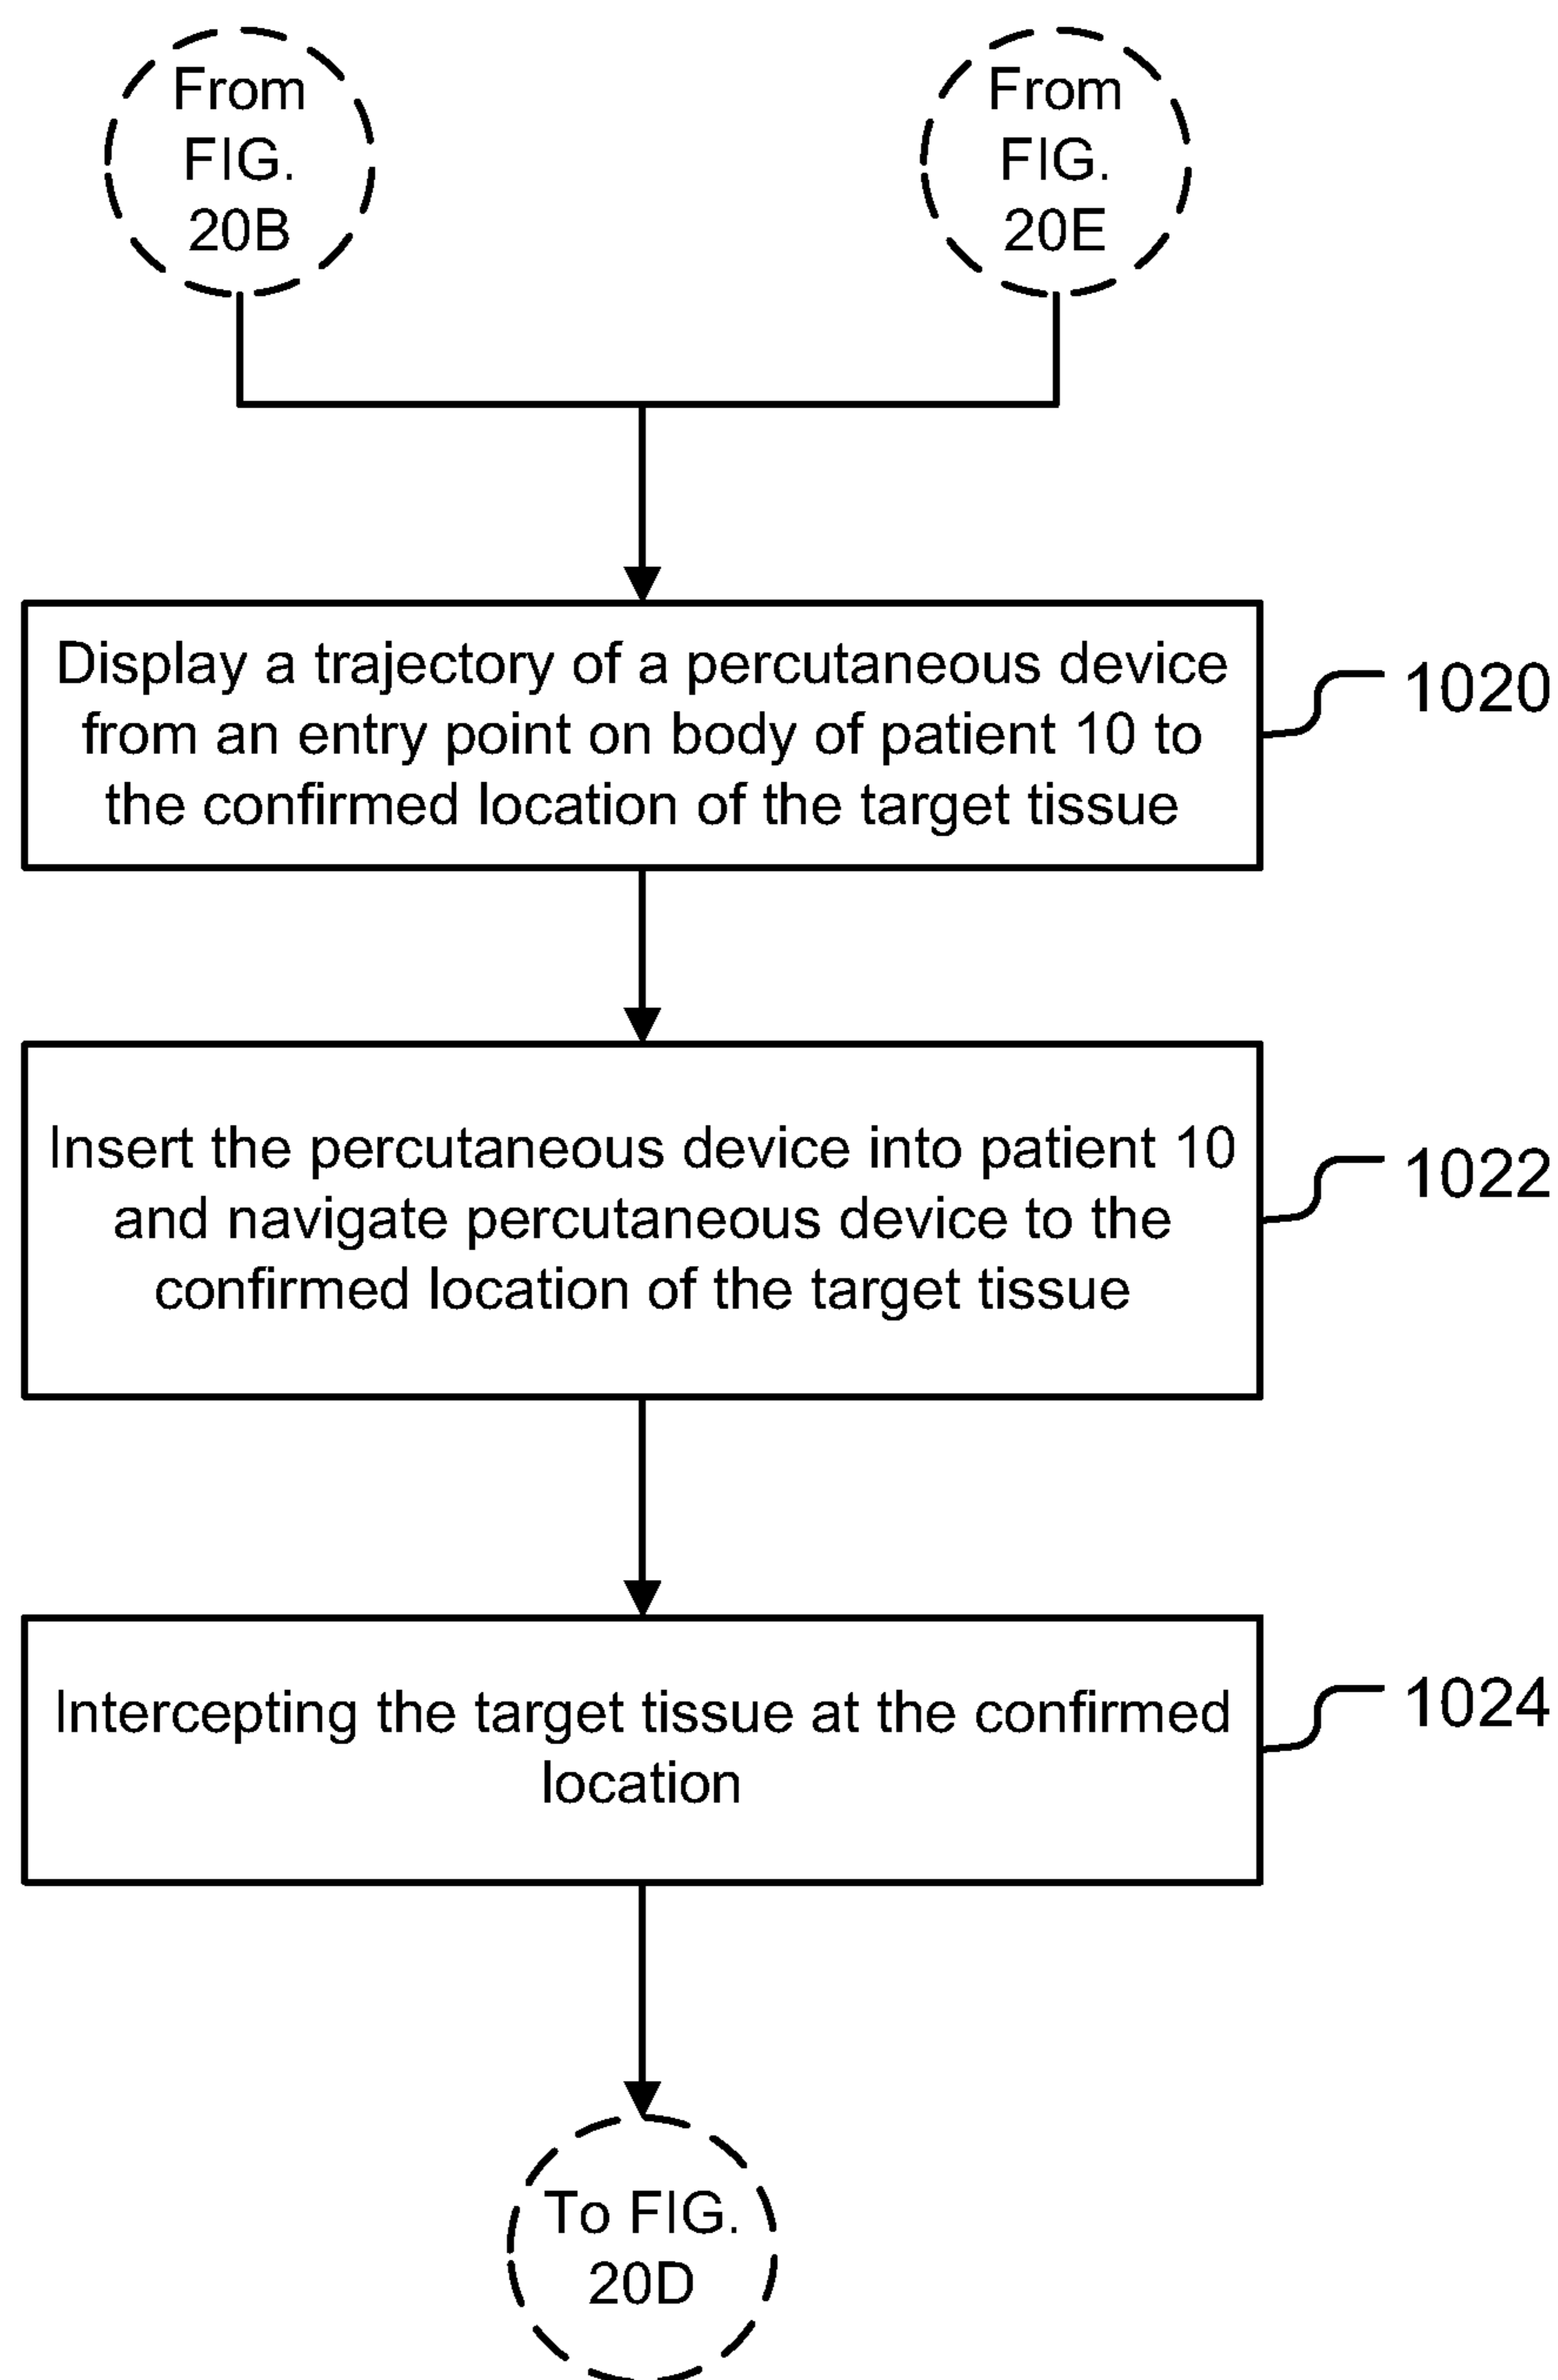 From
FIG.
20B
From
FIG.
20E
Display a trajectory of a percutaneous device
from an entry point on body of patient 10 to
the confirmed location of the target tissue
1020
Insert the percutaneous device into patient 10
and navigate percutaneous device to the
confirmed location of the target tissue
1022
Intercepting the target tissue at the confirmed
location
1024
To FIG.
20D